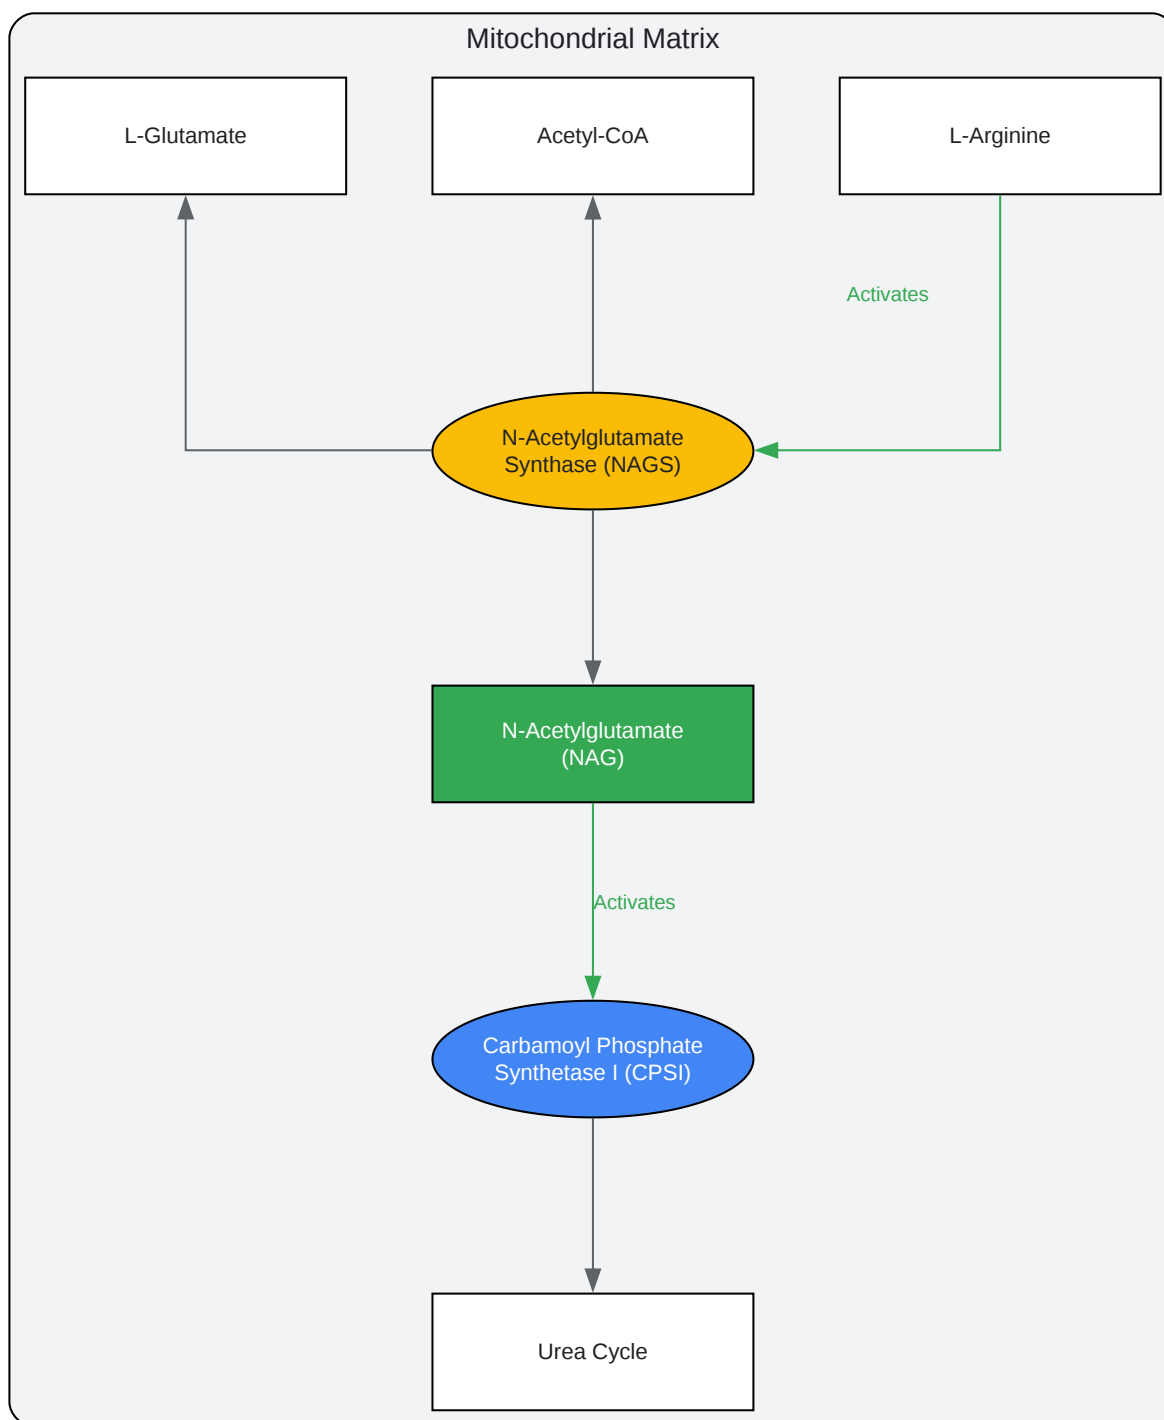 Mitochondrial Matrix
L-Glutamate
Acetyl-CoA
L-Arginine
Activates
N-Acetylglutamate
Synthase (NAGS)
N-Acetylglutamate
(NAG)
Activates
Carbamoyl Phosphate
Synthetase I (CPSI)
Urea Cycle